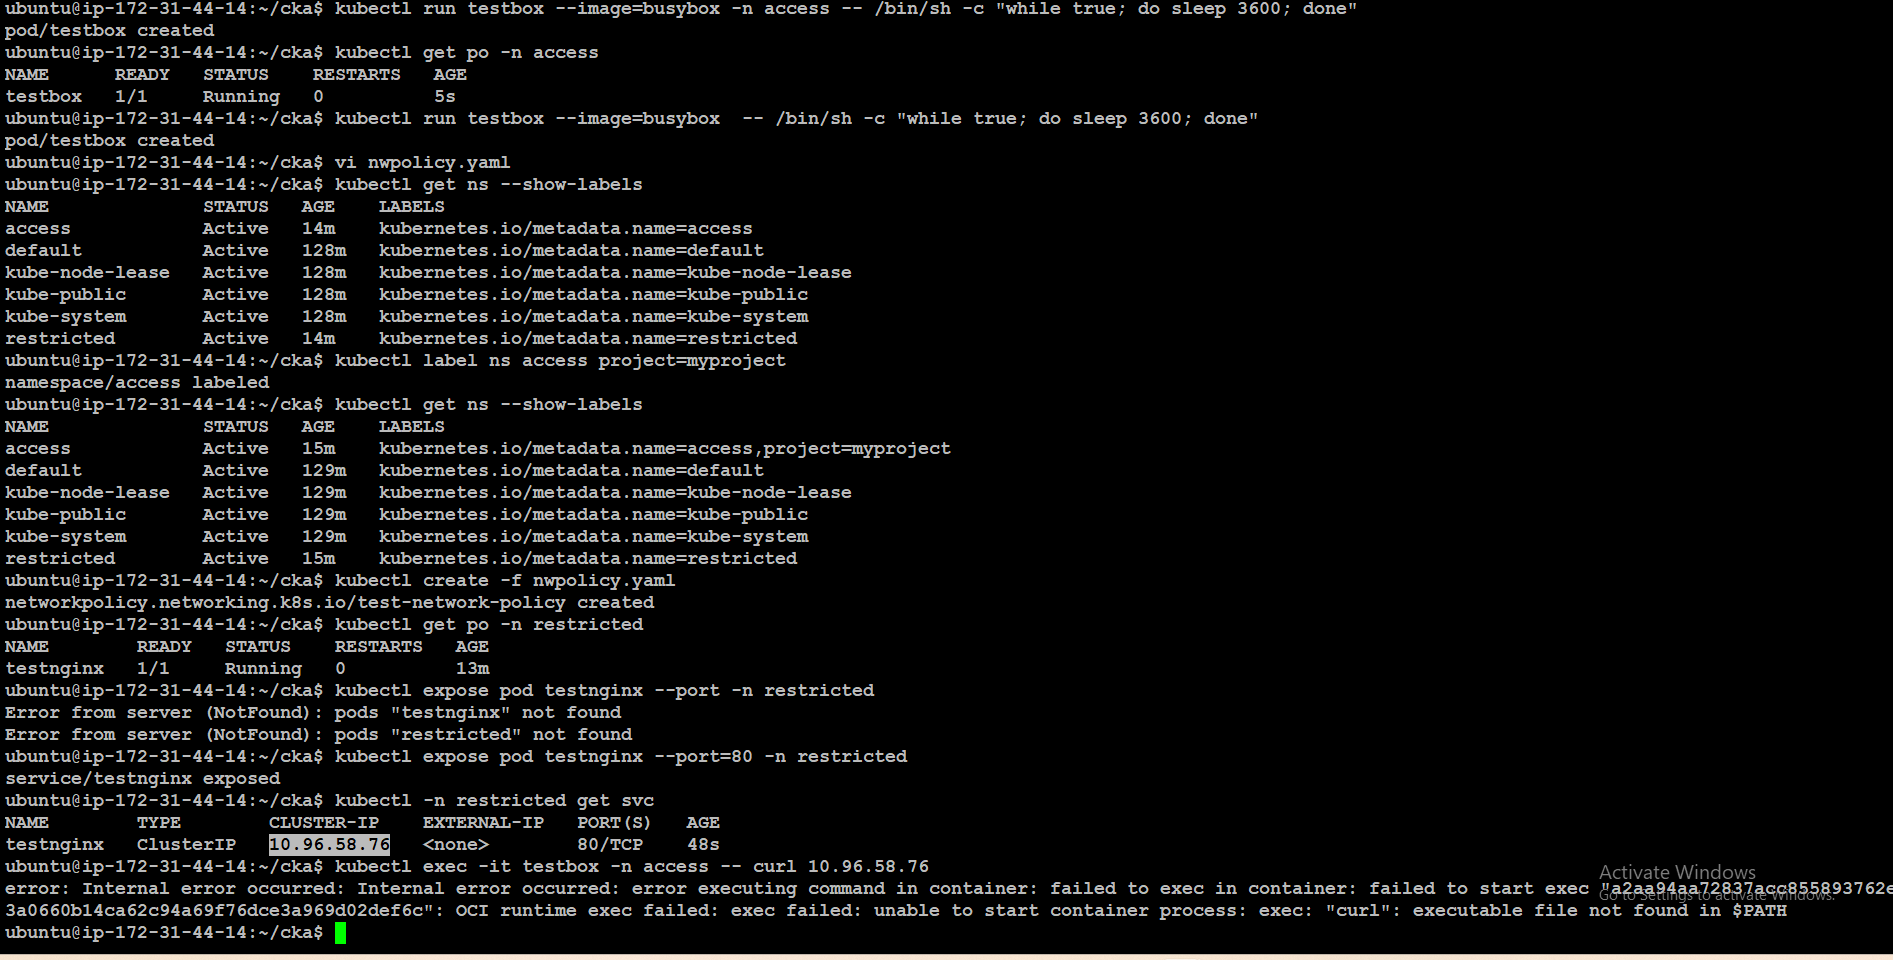 ubuntu@ip-172-31-44-14:~/cka$ kubectl run testbox --image=busybox -n access -- /bin/sh -c "while true; do sleep 3600; done"
pod/testbox created
ubuntu@ip-172-31-44-14:~/cka$ kubectl get po -n access
NAME      READY   STATUS    RESTARTS   AGE
testbox   1/1     Running   0          5s
ubuntu@ip-172-31-44-14:~/cka$ kubectl run testbox --image=busybox  -- /bin/sh -c "while true; do sleep 3600; done"
pod/testbox created
ubuntu@ip-172-31-44-14:~/cka$ vi nwpolicy.yaml
ubuntu@ip-172-31-44-14:~/cka$ kubectl get ns --show-labels
NAME              STATUS   AGE    LABELS
access            Active   14m    kubernetes.io/metadata.name=access
default           Active   128m   kubernetes.io/metadata.name=default
kube-node-lease   Active   128m   kubernetes.io/metadata.name=kube-node-lease
kube-public       Active   128m   kubernetes.io/metadata.name=kube-public
kube-system       Active   128m   kubernetes.io/metadata.name=kube-system
restricted        Active   14m    kubernetes.io/metadata.name=restricted
ubuntu@ip-172-31-44-14:~/cka$ kubectl label ns access project=myproject
namespace/access labeled
ubuntu@ip-172-31-44-14:~/cka$ kubectl get ns --show-labels
NAME              STATUS   AGE    LABELS
access            Active   15m    kubernetes.io/metadata.name=access,project=myproject
default           Active   129m   kubernetes.io/metadata.name=default
kube-node-lease   Active   129m   kubernetes.io/metadata.name=kube-node-lease
kube-public       Active   129m   kubernetes.io/metadata.name=kube-public
kube-system       Active   129m   kubernetes.io/metadata.name=kube-system
restricted        Active   15m    kubernetes.io/metadata.name=restricted
ubuntu@ip-172-31-44-14:~/cka$ kubectl create -f nwpolicy.yaml
networkpolicy.networking.k8s.io/test-network-policy created
ubuntu@ip-172-31-44-14:~/cka$ kubectl get po -n restricted
NAME        READY   STATUS    RESTARTS   AGE
testnginx   1/1     Running   0          13m
ubuntu@ip-172-31-44-14:~/cka$ kubectl expose pod testnginx --port -n restricted
Error from server (NotFound): pods "testnginx" not found
Error from server (NotFound): pods "restricted" not found
ubuntu@ip-172-31-44-14:~/cka$ kubectl expose pod testnginx --port=80 -n restricted
service/testnginx exposed
ubuntu@ip-172-31-44-14:~/cka$ kubectl -n restricted get svc
NAME        TYPE        CLUSTER-IP    EXTERNAL-IP   PORT(S)   AGE
testnginx   ClusterIP   10.96.58.76   <none>        80/TCP    48s
ubuntu@ip-172-31-44-14:~/cka$ kubectl exec -it testbox -n access -- curl 10.96.58.76
error: Internal error occurred: Internal error occurred: error executing command in container: failed to exec in container: failed to start exec "a2aa94aa72837acc855893762e
3a0660b14ca62c94a69f76dce3a969d02def6c": OCI runtime exec failed: exec failed: unable to start container process: exec: "curl": executable file not found in $PATH
ubuntu@ip-172-31-44-14:~/cka$
Activate Windows
Go to Settings to activate Windows.